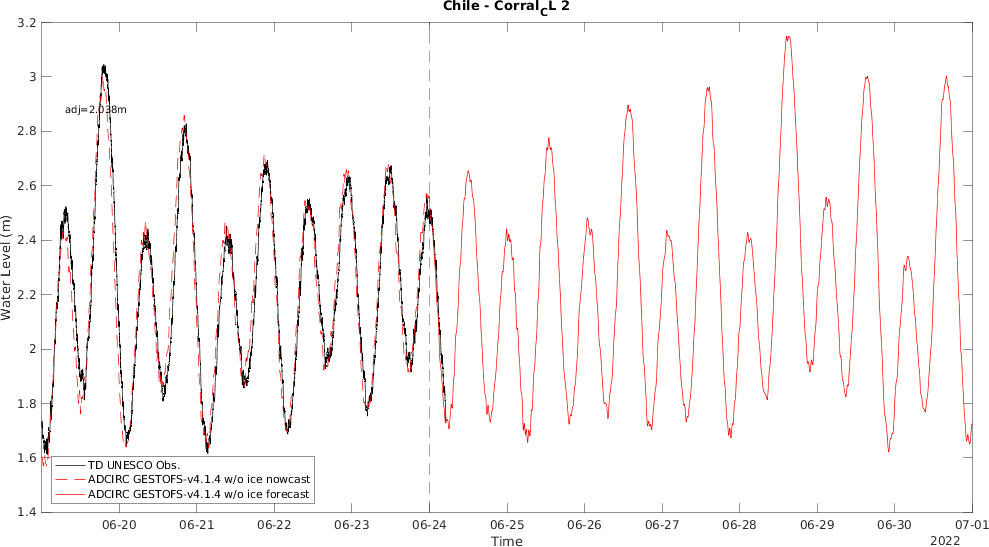 Chile - Corral_CL 2
3.2
3
2.8
2.6
2.4
2.2
2
1.8
1.6
1.4
Water Level (m)
adj=2.038m
TD UNESCO Obs.
ADCIRC GESTOFS-v4.1.4 w/o ice nowcast
ADCIRC GESTOFS-v4.1.4 w/o ice forecast
06-20 06-21 06-22 06-23 06-24 06-25 06-26 06-27 06-28 06-29 06-30 07-01
Time
2022